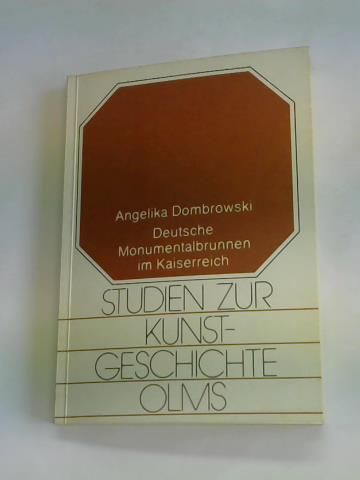 Angelika Dombrowski
Deutsche
Monumentalbrunnen
im Kaiserreich
STUDIEN ZUR
KUNST-
GESCHICHTE
OLMS